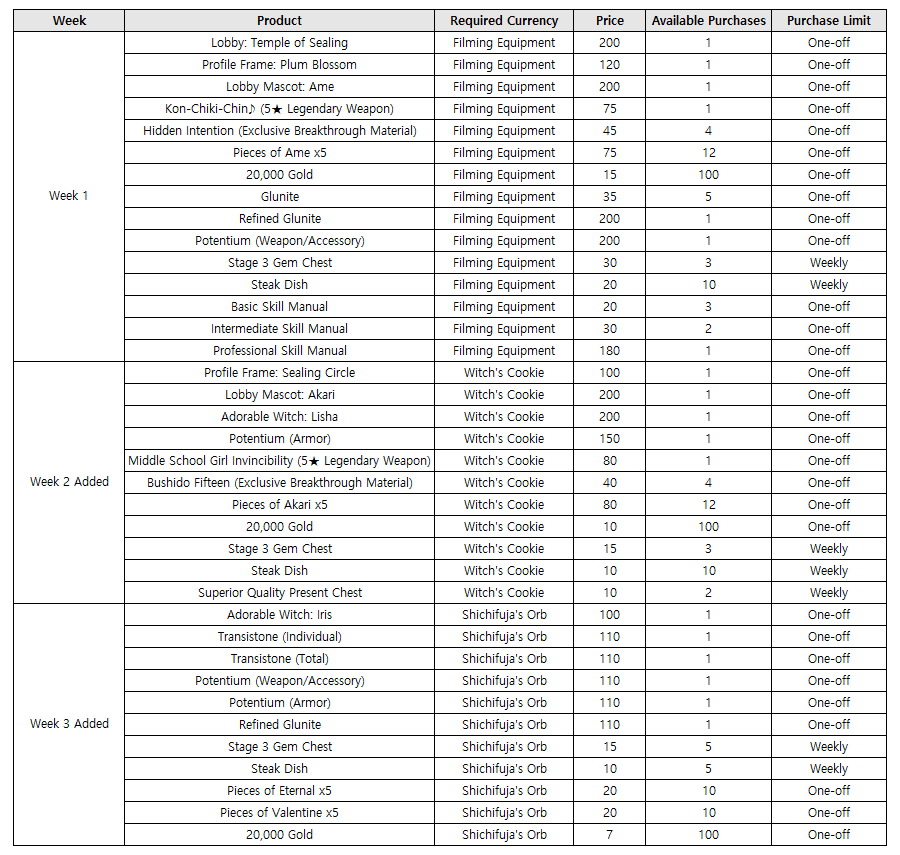 Week Product Required Currency Price Available Purchases Purchase Limit
Lobby: Temple of Sealing Filming Equipment 200 1 One-off
Profile Frame: Plum Blossom Filming Equipment 120 1 One-off
Lobby Mascot: Ame Filming Equipment 200 1 One-off
Kon-Chiki-Chin♪ (5★ Legendary Weapon) Filming Equipment 75 1 One-off
Hidden Intention (Exclusive Breakthrough Material) Filming Equipment 45 4 One-off
Pieces of Ame x5 Filming Equipment 75 12 One-off
20,000 Gold Filming Equipment 15 100 One-off
Week 1 Glunite Filming Equipment 35 5 One-off
Refined Glunite Filming Equipment 200 1 One-off
Potentium (Weapon/Accessory) Filming Equipment 200 1 One-off
Stage 3 Gem Chest Filming Equipment 30 3 Weekly
Steak Dish Filming Equipment 20 10 Weekly
Basic Skill Manual Filming Equipment 20 3 One-off
Intermediate Skill Manual Filming Equipment 30 2 One-off
Professional Skill Manual Filming Equipment 180 1 One-off
Profile Frame: Sealing Circle Witch's Cookie 100 1 One-off
Lobby Mascot: Akari Witch's Cookie 200 1 One-off
Adorable Witch: Lisha Witch's Cookie 200 1 One-off
Potentium (Armor) Witch's Cookie 150 1 One-off
Middle School Girl Invincibility (5★ Legendary Weapon) Witch's Cookie 80 1 One-off
Week 2 Added Bushido Fifteen (Exclusive Breakthrough Material) Witch's Cookie 40 4 One-off
Pieces of Akari x5 Witch's Cookie 80 12 One-off
20,000 Gold Witch's Cookie 10 100 One-off
Stage 3 Gem Chest Witch's Cookie 15 3 Weekly
Steak Dish Witch's Cookie 10 10 Weekly
Superior Quality Present Chest Witch's Cookie 10 2 Weekly
Adorable Witch: Iris Shichifuja's Orb 100 1 One-off
Transistone (Individual) Shichifuja's Orb 110 1 One-off
Transistone (Total) Shichifuja's Orb 110 1 One-off
Potentium (Weapon/Accessory) Shichifuja's Orb 110 1 One-off
Potentium (Armor) Shichifuja's Orb 110 1 One-off
Week 3 Added Refined Glunite Shichifuja's Orb 110 1 One-off
Stage 3 Gem Chest Shichifuja's Orb 15 5 Weekly
Steak Dish Shichifuja's Orb 10 5 Weekly
Pieces of Eternal x5 Shichifuja's Orb 20 10 One-off
Pieces of Valentine x5 Shichifuja's Orb 20 10 One-off
20,000 Gold Shichifuja's Orb 7 100 One-off